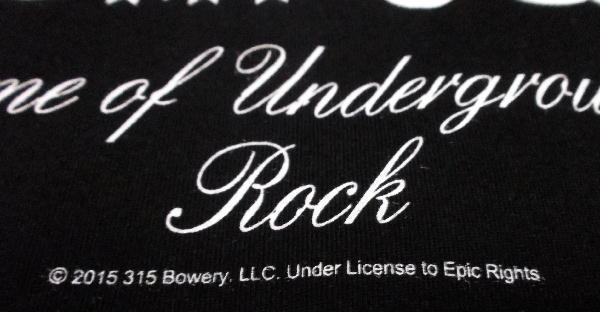 me of Undergrou
Rock
© 2015 315 Bowery, LLC. Under License to Epic Rights